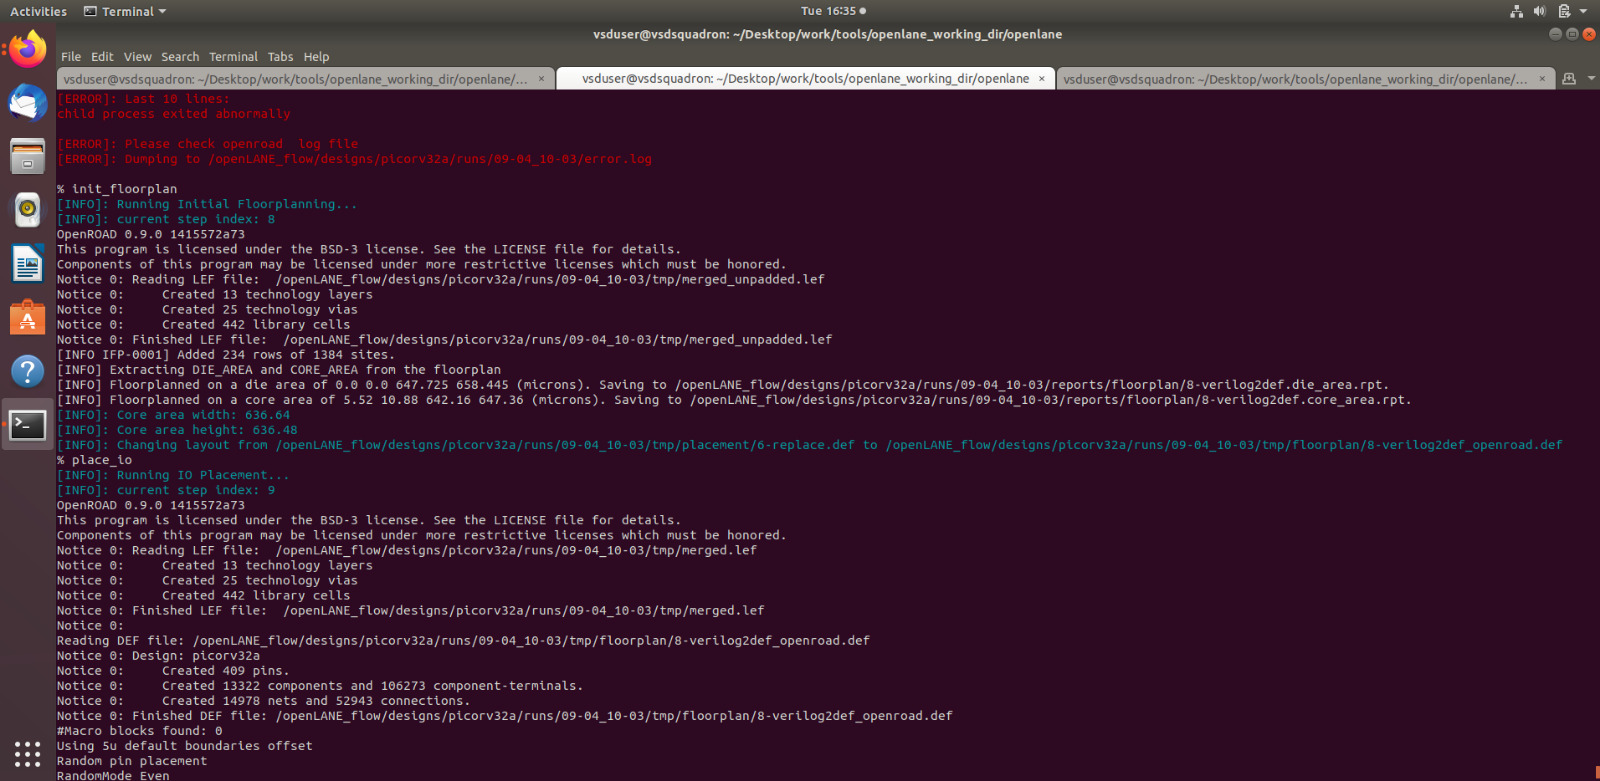 Activities
Terminal
Tue 16:35
vsduser@vsdsquadron: ~/Desktop/work/tools/openlane_working_dir/openlane
File Edit View Search Terminal Tabs Help
vsduser@vsdsquadron: ~/Desktop/work/tools/openlane_working_dir/openlane/... ×
vsduser@vsdsquadron: ~/Desktop/work/tools/openlane_working_dir/openlane ×
vsduser@vsdsquadron: ~/Desktop/work/tools/openlane_working_dir/openlane/... ×
[ERROR]: Last 10 lines:
child process exited abnormally
[ERROR]: Please check openroad  log file
[ERROR]: Dumping to /openLANE_flow/designs/picorv32a/runs/09-04_10-03/error.log
% init_floorplan
[INFO]: Running Initial Floorplanning...
[INFO]: current step index: 8
OpenROAD 0.9.0 1415572a73
This program is licensed under the BSD-3 license. See the LICENSE file for details.
Components of this program may be licensed under more restrictive licenses which must be honored.
Notice 0: Reading LEF file:  /openLANE_flow/designs/picorv32a/runs/09-04_10-03/tmp/merged_unpadded.lef
Notice 0:     Created 13 technology layers
Notice 0:     Created 25 technology vias
Notice 0:     Created 442 library cells
Notice 0: Finished LEF file:  /openLANE_flow/designs/picorv32a/runs/09-04_10-03/tmp/merged_unpadded.lef
[INFO IFP-0001] Added 234 rows of 1384 sites.
[INFO] Extracting DIE_AREA and CORE_AREA from the floorplan
[INFO] Floorplanned on a die area of 0.0 0.0 647.725 658.445 (microns). Saving to /openLANE_flow/designs/picorv32a/runs/09-04_10-03/reports/floorplan/8-verilog2def.die_area.rpt.
[INFO] Floorplanned on a core area of 5.52 10.88 642.16 647.36 (microns). Saving to /openLANE_flow/designs/picorv32a/runs/09-04_10-03/reports/floorplan/8-verilog2def.core_area.rpt.
[INFO]: Core area width: 636.64
[INFO]: Core area height: 636.48
[INFO]: Changing layout from /openLANE_flow/designs/picorv32a/runs/09-04_10-03/tmp/placement/6-replace.def to /openLANE_flow/designs/picorv32a/runs/09-04_10-03/tmp/floorplan/8-verilog2def_openroad.def
% place_io
[INFO]: Running IO Placement...
[INFO]: current step index: 9
OpenROAD 0.9.0 1415572a73
This program is licensed under the BSD-3 license. See the LICENSE file for details.
Components of this program may be licensed under more restrictive licenses which must be honored.
Notice 0: Reading LEF file:  /openLANE_flow/designs/picorv32a/runs/09-04_10-03/tmp/merged.lef
Notice 0:     Created 13 technology layers
Notice 0:     Created 25 technology vias
Notice 0:     Created 442 library cells
Notice 0: Finished LEF file:  /openLANE_flow/designs/picorv32a/runs/09-04_10-03/tmp/merged.lef
Notice 0:
Reading DEF file: /openLANE_flow/designs/picorv32a/runs/09-04_10-03/tmp/floorplan/8-verilog2def_openroad.def
Notice 0: Design: picorv32a
Notice 0:     Created 409 pins.
Notice 0:     Created 13322 components and 106273 component-terminals.
Notice 0:     Created 14978 nets and 52943 connections.
Notice 0: Finished DEF file: /openLANE_flow/designs/picorv32a/runs/09-04_10-03/tmp/floorplan/8-verilog2def_openroad.def
#Macro blocks found: 0
Using 5u default boundaries offset
Random pin placement
RandomMode Even